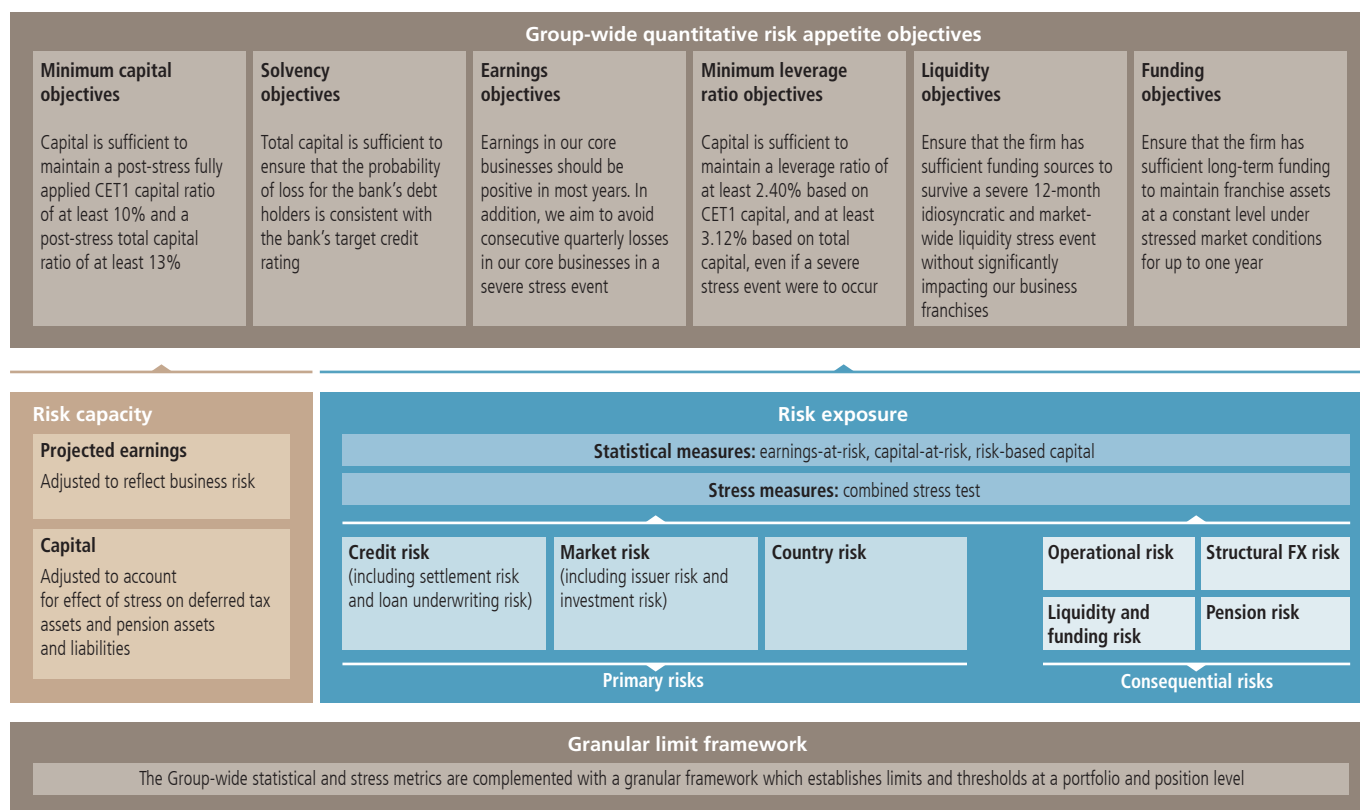 Group-wide quantitative risk appetite objectives
Minimum capital
objectives
Capital is sufficient to
maintain a post-stress fully
applied CET1 capital ratio
of at least 10% and a
post-stress total capital
ratio of at least 13%
Solvency
objectives
Total capital is sufficient to
ensure that the probability
of loss for the bank’s debt
holders is consistent with
the bank’s target credit
rating
Earnings
objectives
Earnings in our core
businesses should be
positive in most years. In
addition, we aim to avoid
consecutive quarterly losses
in our core businesses in a
severe stress event
Minimum leverage
ratio objectives
Capital is sufficient to
maintain a leverage ratio of
at least 2.40% based on
CET1 capital, and at least
3.12% based on total
capital, even if a severe
stress event were to occur
Liquidity
objectives
Ensure that the firm has
sufficient funding sources to
survive a severe 12-month
idiosyncratic and market-
wide liquidity stress event
without significantly
impacting our business
franchises
Funding
objectives
Ensure that the firm has
sufficient long-term funding
to maintain franchise assets
at a constant level under
stressed market conditions
for up to one year
Risk capacity
Projected earnings
Adjusted to reflect business risk
Capital
Adjusted to account
for effect of stress on deferred tax
assets and pension assets
and liabilities
Risk exposure
Statistical measures: earnings-at-risk, capital-at-risk, risk-based capital
Stress measures: combined stress test
Credit risk
(including settlement risk
and loan underwriting risk)
Market risk
(including issuer risk and
investment risk)
Country risk
Primary risks
Operational risk
Structural FX risk
Liquidity and
funding risk
Pension risk
Consequential risks
Granular limit framework
The Group-wide statistical and stress metrics are complemented with a granular framework which establishes limits and thresholds at a portfolio and position level